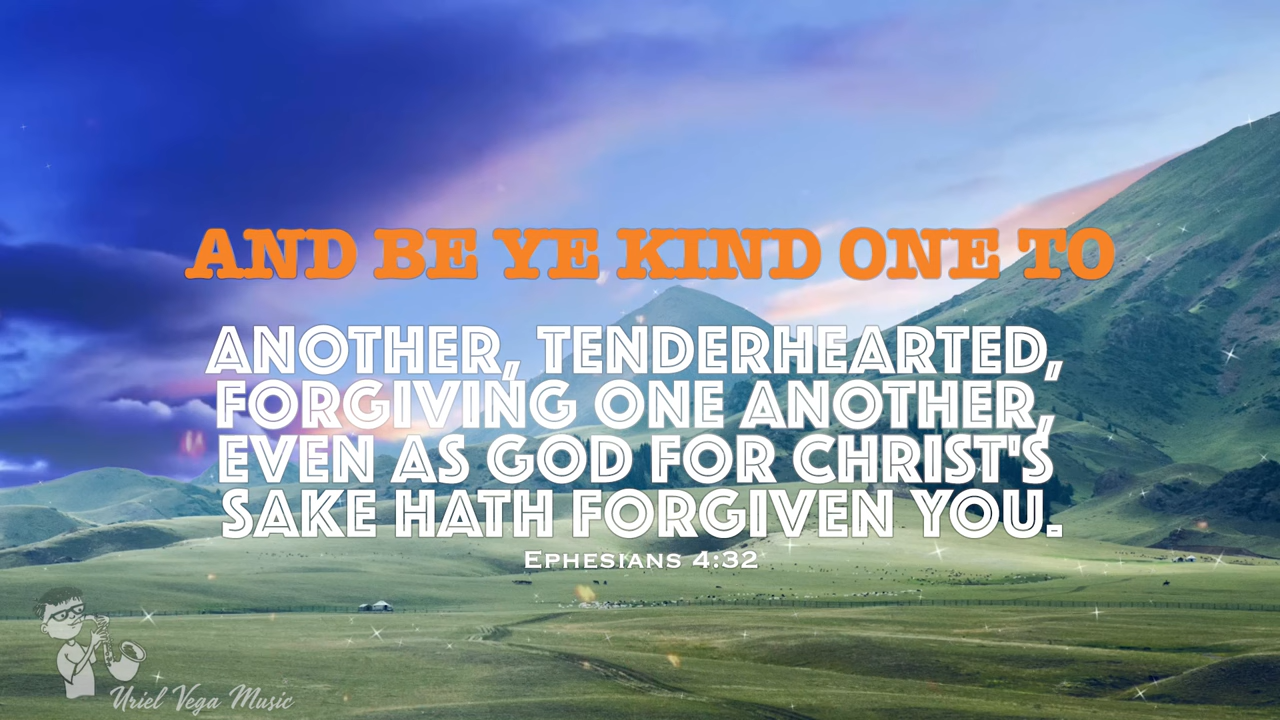 AND BE YE KIND ONE TO
ANOTHER, TENDERHEARTED,
FORGIVING ONE ANOTHER,
EVEN AS GOD FOR CHRIST'S
SAKE HATH FORGIVEN YOU.
EPHESIANS 4:32
Uriel Vega Music